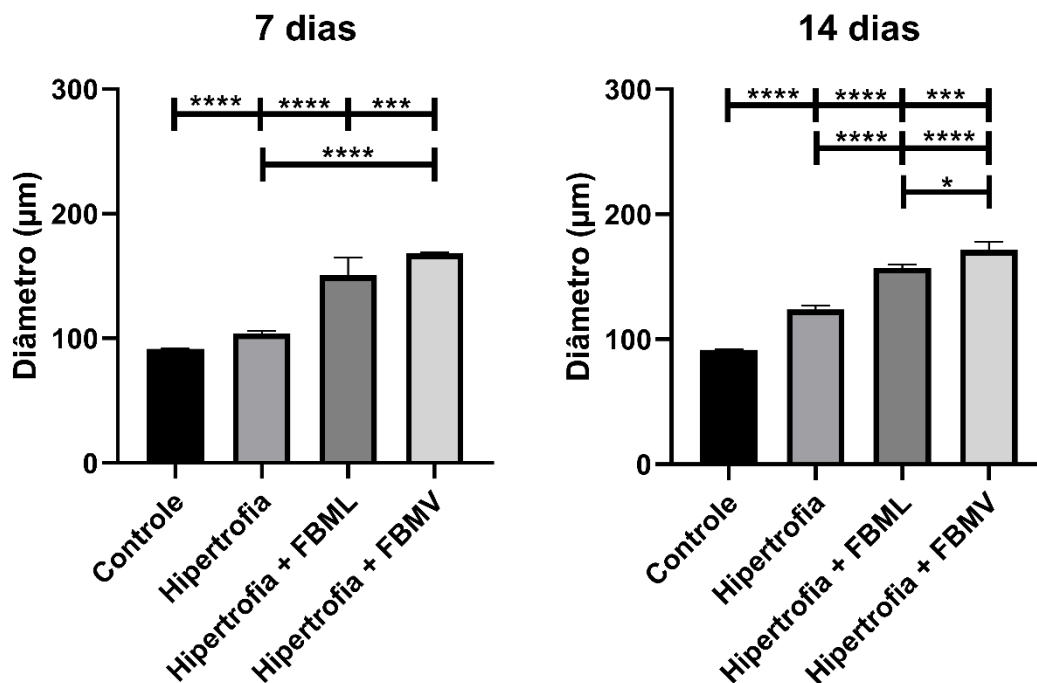 7 dias
300
200
100
0
Diâmetro (µm)
**** **** ***
****
Controle
Hipertrofia
Hipertrofia + FBML
Hipertrofia + FBMV
14 dias
300
200
100
0
Diâmetro (µm)
**** **** ***
**** ****
*
Controle
Hipertrofia
Hipertrofia + FBML
Hipertrofia + FBMV